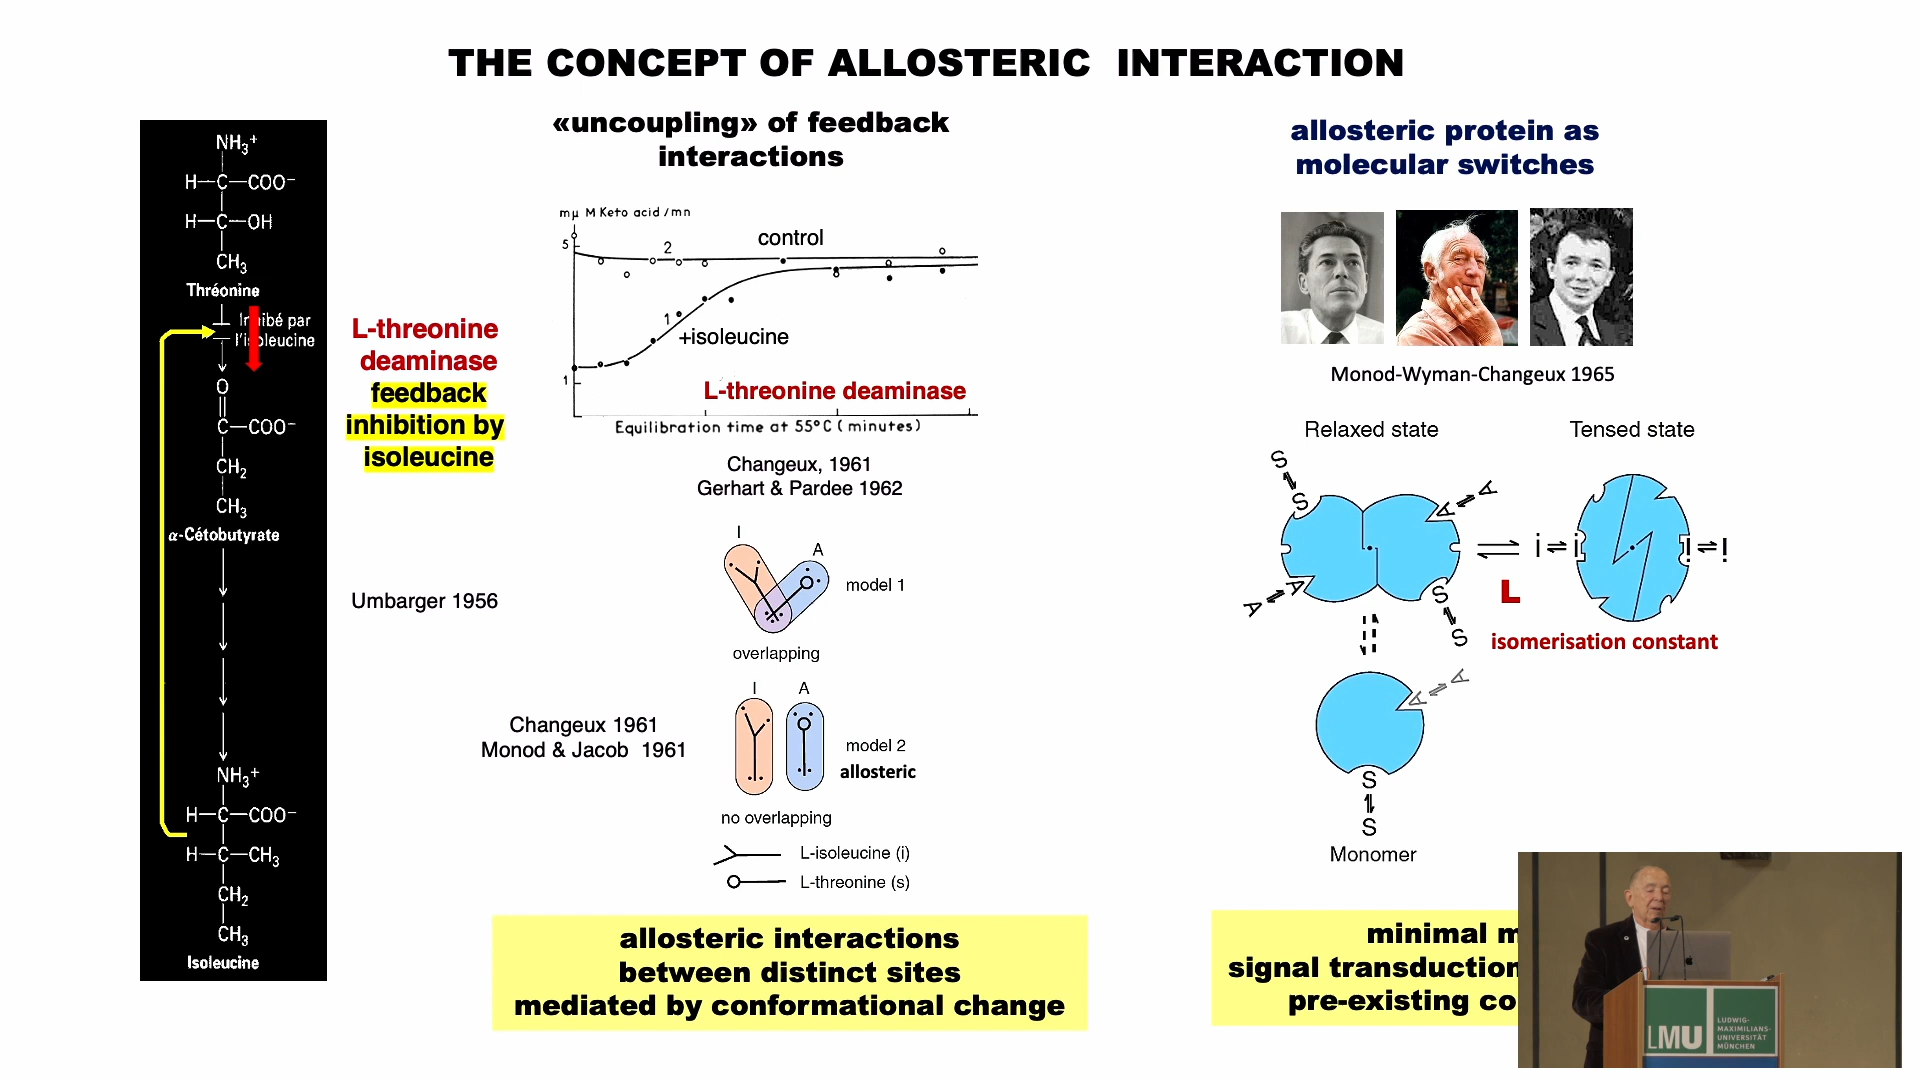 THE CONCEPT OF ALLOSTERIC INTERACTION
NH₃⁺
H—C—COO⁻
H—C—OH
CH₃
Thréonine
par
α-Cétobutyrate
O
C—COO⁻
CH₂
CH₃
NH₃⁺
H—C—COO⁻
H—C—CH₃
CH₂
CH₃
Isoleucine
L-threonine
deaminase
feedback
inhibition by
isoleucine
Umbarger 1956
«uncoupling» of feedback
interactions
mμ M Keto acid /mn
5
2
control
1
+isoleucine
1
L-threonine deaminase
Equilibration time at 55°C ( minutes )
Changeux, 1961
Gerhart & Pardee 1962
I
A
model 1
overlapping
Changeux 1961
Monod & Jacob 1961
I A
model 2
allosteric
no overlapping
L-isoleucine (i)
L-threonine (s)
allosteric interactions
between distinct sites
mediated by conformational change
allosteric protein as
molecular switches
Monod-Wyman-Changeux 1965
Relaxed state
Tensed state
S
S
A
A
A
A
S
S
i
i
i
i
L
isomerisation constant
A
A
S
S
Monomer
minimal
signal transduction
pre-existing
LMU
LUDWIG-
MAXIMILIANS-
UNIVERSITÄT
MÜNCHEN